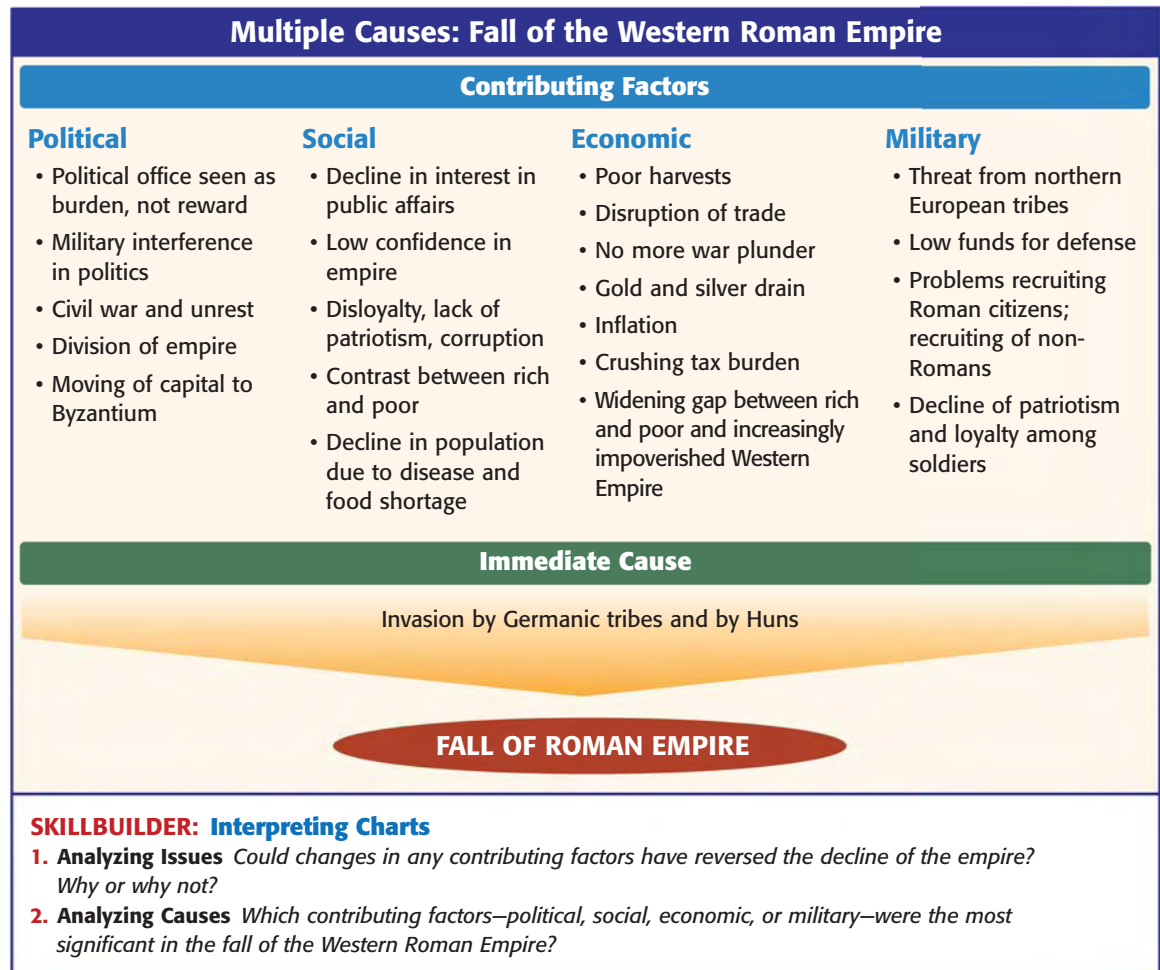 Multiple Causes: Fall of the Western Roman Empire
Contributing Factors
Political
• Political office seen as
burden, not reward
• Military interference
in politics
• Civil war and unrest
• Division of empire
• Moving of capital to
Byzantium
Social
• Decline in interest in
public affairs
• Low confidence in
empire
• Disloyalty, lack of
patriotism, corruption
• Contrast between rich
and poor
• Decline in population
due to disease and
food shortage
Economic
• Poor harvests
• Disruption of trade
• No more war plunder
• Gold and silver drain
• Inflation
• Crushing tax burden
• Widening gap between rich
and poor and increasingly
impoverished Western
Empire
Military
• Threat from northern
European tribes
• Low funds for defense
• Problems recruiting
Roman citizens;
recruiting of non-
Romans
• Decline of patriotism
and loyalty among
soldiers
Immediate Cause
Invasion by Germanic tribes and by Huns
FALL OF ROMAN EMPIRE
SKILLBUILDER: Interpreting Charts
1. Analyzing Issues Could changes in any contributing factors have reversed the decline of the empire?
Why or why not?
2. Analyzing Causes Which contributing factors—political, social, economic, or military—were the most
significant in the fall of the Western Roman Empire?